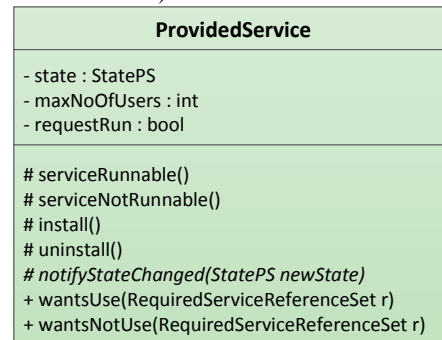 ProvidedService
- state : StatePS
- maxNoOfUsers : int
- requestRun : bool
# serviceRunnable()
# serviceNotRunnable()
# install()
# uninstall()
# notifyStateChanged(StatePS newState)
+ wantsUse(RequiredServiceReferenceSet r)
+ wantsNotUse(RequiredServiceReferenceSet r)